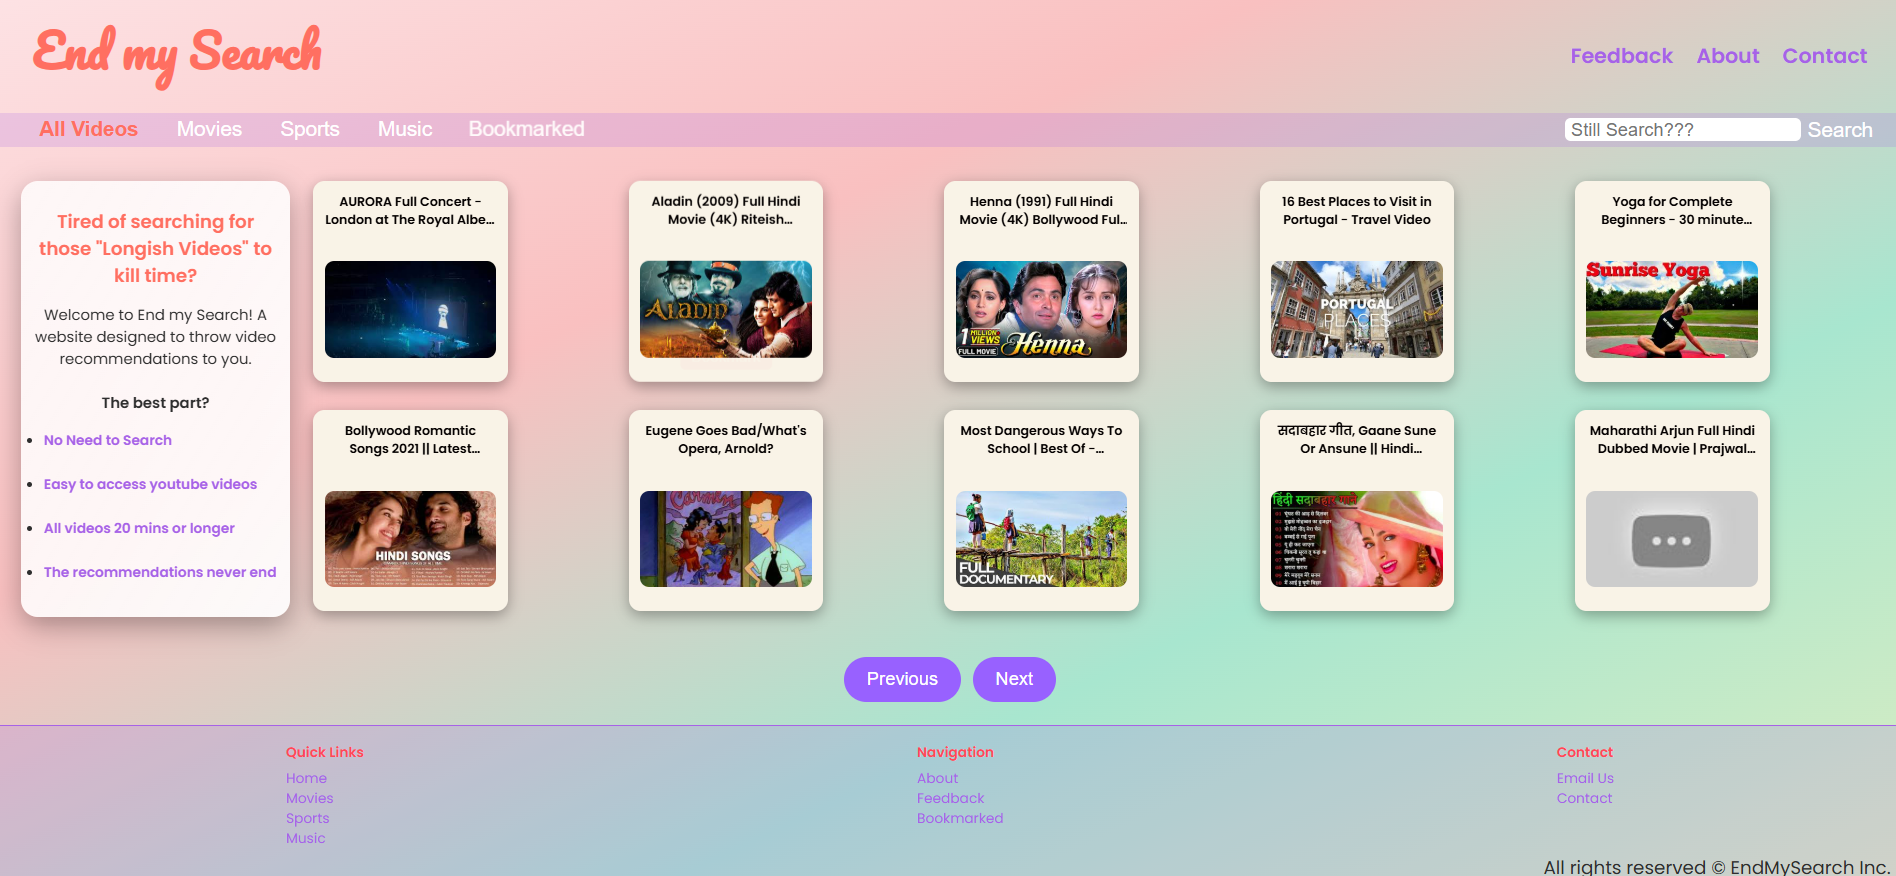 End my Search
Feedback About Contact
All Videos Movies Sports Music Bookmarked
Still Search??? Search
Tired of searching for
those "Longish Videos" to
kill time?
Welcome to End my Search! A
website designed to throw video
recommendations to you.
The best part?
No Need to Search
Easy to access youtube videos
All videos 20 mins or longer
The recommendations never end
AURORA Full Concert -
London at The Royal Albe...
Aladin (2009) Full Hindi
Movie (4K) Riteish...
ALADIN
Henna (1991) Full Hindi
Movie (4K) Bollywood Ful...
1 MILLION
VIEWS
FULL MOVIE
Henna
16 Best Places to Visit in
Portugal - Travel Video
PORTUGAL
PLACES
Yoga for Complete
Beginners - 30 minute...
Sunrise Yoga
Bollywood Romantic
Songs 2021 || Latest...
HINDI SONGS
Eugene Goes Bad/What's
Opera, Arnold?
Most Dangerous Ways To
School | Best Of -...
FULL
DOCUMENTARY
सदाबहार गीत, Gaane Sune
Or Ansune || Hindi...
हिंदी सदाबहार गाने
Maharathi Arjun Full Hindi
Dubbed Movie | Prajwal...
Previous Next
Quick Links
Home
Movies
Sports
Music
Navigation
About
Feedback
Bookmarked
Contact
Email Us
Contact
All rights reserved © EndMySearch Inc.